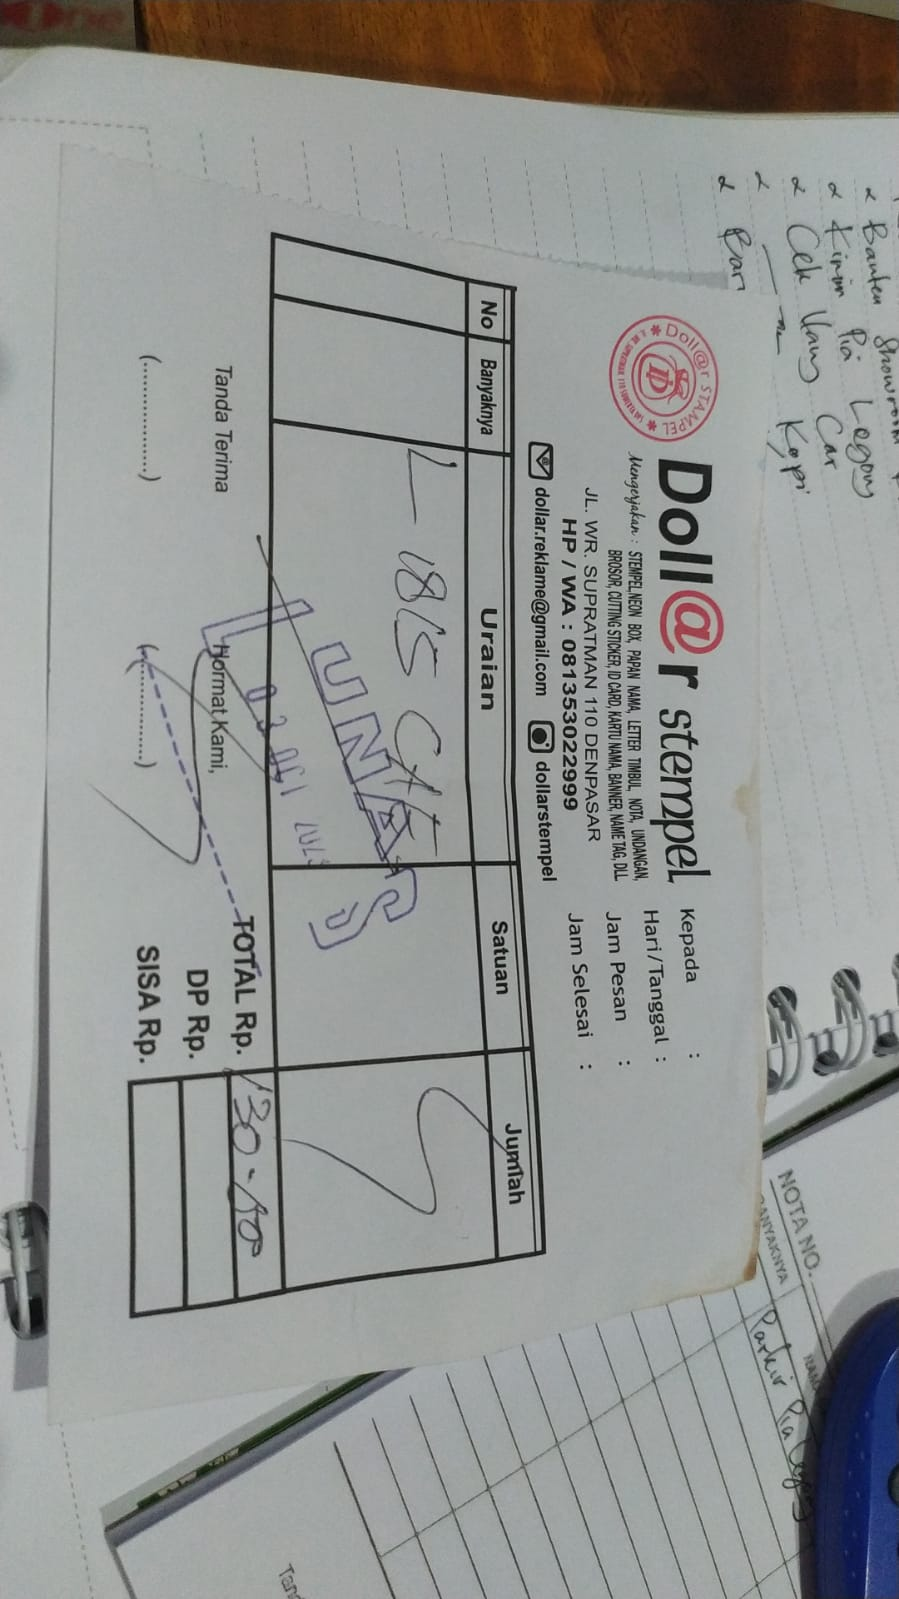 Doll@r stempel
Mengerjakan : STEMPEL,NEON BOX, PAPAN NAMA, LETTER TIMBUL, NOTA, UNDANGAN,
BROSOR, CUTTING STICKER, ID CARD, KARTU NAMA, BANNER, NAME TAG, DLL.
JL. WR. SUPRATMAN 110 DENPASAR
HP / WA : 081353022999
dollar.reklame@gmail.com dollarstempel
Doll@r STAMPEL
Kepada :
Hari/Tanggal :
Jam Pesan :
Jam Selesai :
No Banyaknya Uraian Satuan Jumlah
LUNAS
Tanda Terima
Hormat Kami,
(...............) (...............)
TOTAL Rp.
DP Rp.
SISA Rp.
Banten Showroom
Kirim Pia Legong
Cek Uang Kopi
Car
NOTA NO.
BANYAKNYA
Parkir Pia Legong